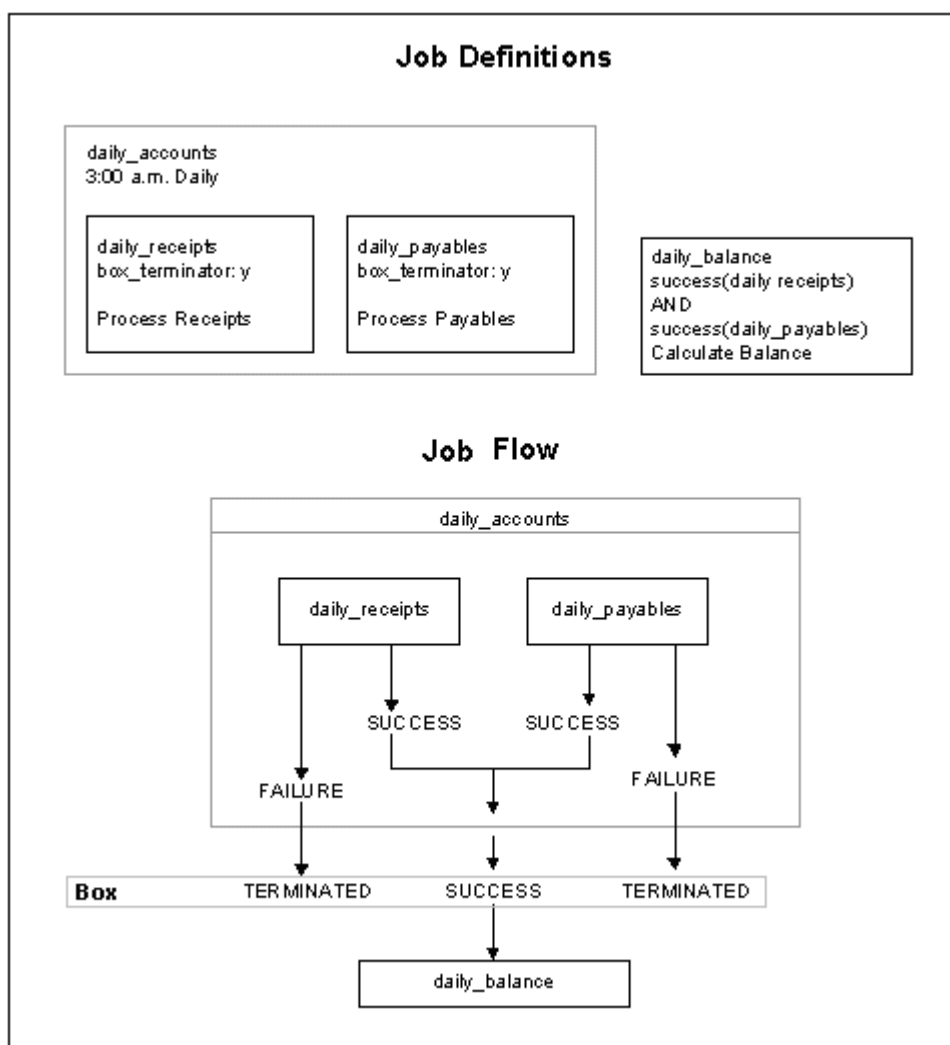 Job Definitions
daily_accounts
3:00 a.m. Daily
daily_receipts
box_terminator: y
Process Receipts
daily_payables
box_terminator: y
Process Payables
daily_balance
success(daily receipts)
AND
success(daily_payables)
Calculate Balance
Job Flow
daily_accounts
daily_receipts
daily_payables
SUCCESS
SUCCESS
FAILURE
FAILURE
Box
TERMINATED
SUCCESS
TERMINATED
daily_balance